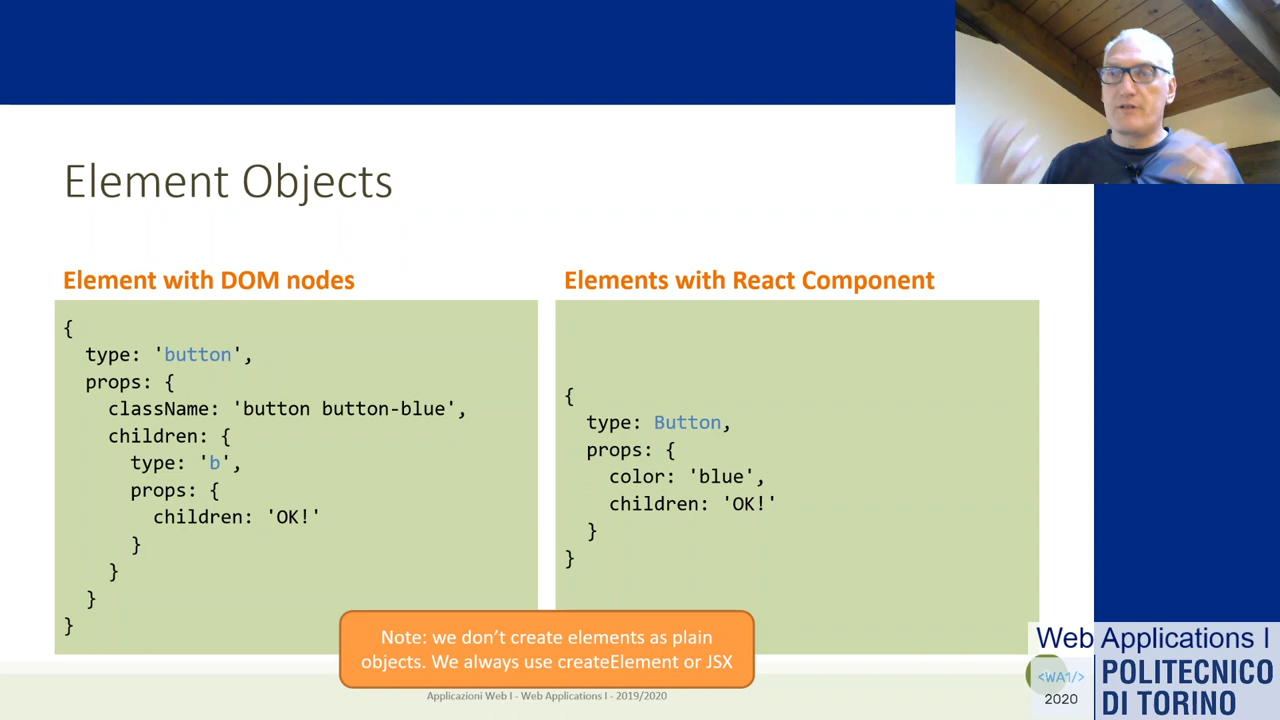 Element Objects
Element with DOM nodes
{
  type: 'button',
  props: {
    className: 'button button-blue',
    children: {
      type: 'b',
      props: {
        children: 'OK!'
      }
    }
  }
}
Elements with React Component
{
  type: Button,
  props: {
    color: 'blue',
    children: 'OK!'
  }
}
Note: we don’t create elements as plain
objects. We always use createElement or JSX
Applicazioni Web I - Web Applications I - 2019/2020
Web Applications I
<WA1/>
2020
POLITECNICO
DI TORINO